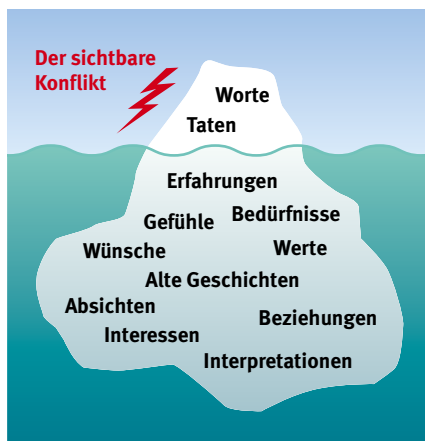 Der sichtbare
Konflikt
Worte
Taten
Erfahrungen
Gefühle
Bedürfnisse
Wünsche
Werte
Alte Geschichten
Absichten
Beziehungen
Interessen
Interpretationen